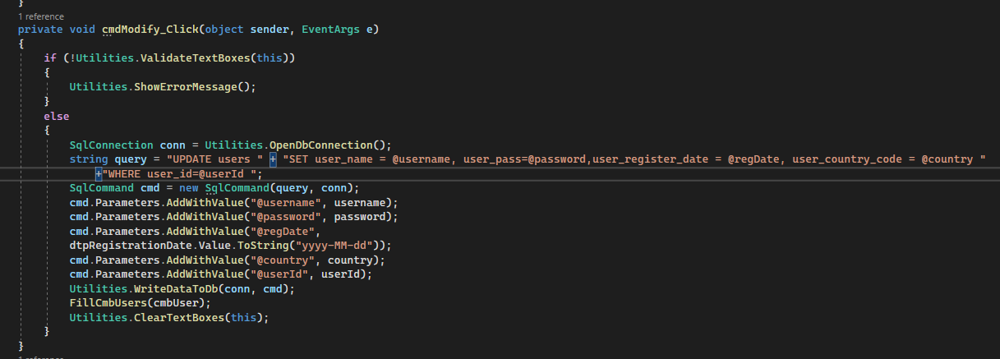 }
1 reference
private void cmdModify_Click(object sender, EventArgs e)
{
if (!Utilities.ValidateTextBoxes(this))
{
Utilities.ShowErrorMessage();
}
else
{
SqlConnection conn = Utilities.OpenDbConnection();
string query = "UPDATE users " + "SET user_name = @username, user_pass=@password,user_register_date = @regDate, user_country_code = @country "
+"WHERE user_id=@userId ";
SqlCommand cmd = new SqlCommand(query, conn);
cmd.Parameters.AddWithValue("@username", username);
cmd.Parameters.AddWithValue("@password", password);
cmd.Parameters.AddWithValue("@regDate",
dtpRegistrationDate.Value.ToString("yyyy-MM-dd"));
cmd.Parameters.AddWithValue("@country", country);
cmd.Parameters.AddWithValue("@userId", userId);
Utilities.WriteDataToDb(conn, cmd);
FillCmbUsers(cmbUser);
Utilities.ClearTextBoxes(this);
}
}
1 reference